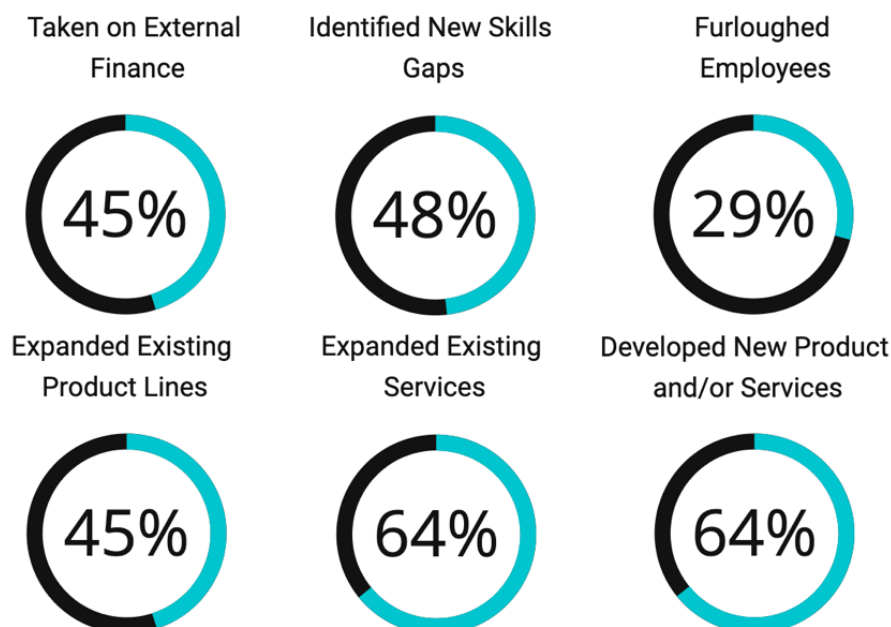 Taken on External
Finance
45%
Identified New Skills
Gaps
48%
Furloughed
Employees
29%
Expanded Existing
Product Lines
45%
Expanded Existing
Services
64%
Developed New Product
and/or Services
64%